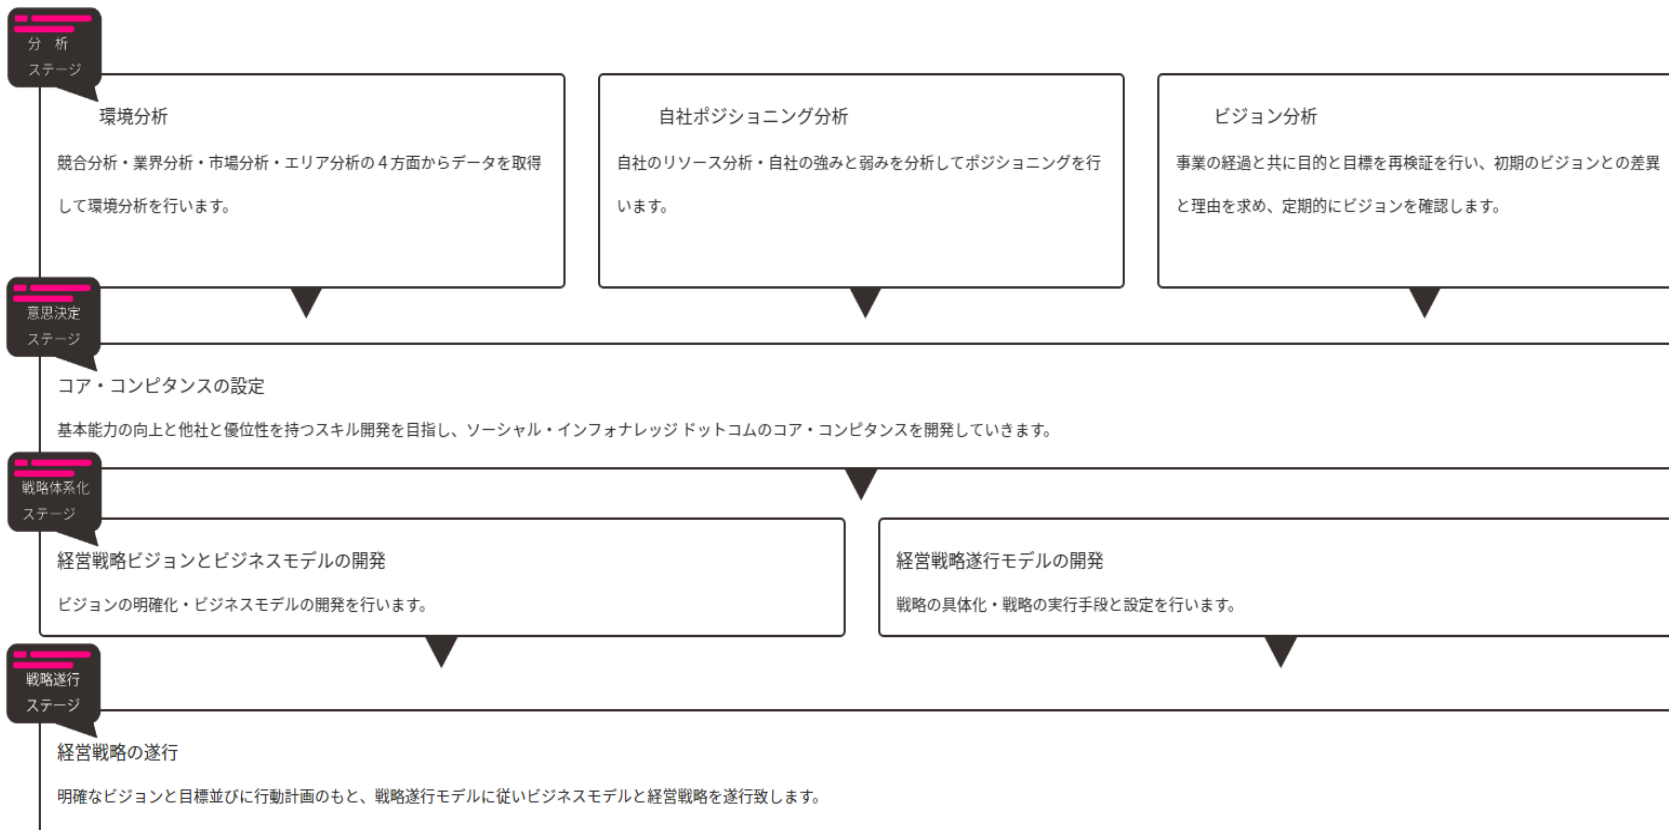 分　析
ステージ
環境分析
競合分析・業界分析・市場分析・エリア分析の４方面からデータを取得
して環境分析を行います。
自社ポジショニング分析
自社のリソース分析・自社の強みと弱みを分析してポジショニングを行
います。
ビジョン分析
事業の経過と共に目的と目標を再検証を行い、初期のビジョンとの差異
と理由を求め、定期的にビジョンを確認します。
意思決定
ステージ
コア・コンピタンスの設定
基本能力の向上と他社と優位性を持つスキル開発を目指し、ソーシャル・インフォナレッジ ドットコムのコア・コンピタンスを開発していきます。
戦略体系化
ステージ
経営戦略ビジョンとビジネスモデルの開発
ビジョンの明確化・ビジネスモデルの開発を行います。
経営戦略遂行モデルの開発
戦略の具体化・戦略の実行手段と設定を行います。
戦略遂行
ステージ
経営戦略の遂行
明確なビジョンと目標並びに行動計画のもと、戦略遂行モデルに従いビジネスモデルと経営戦略を遂行致します。